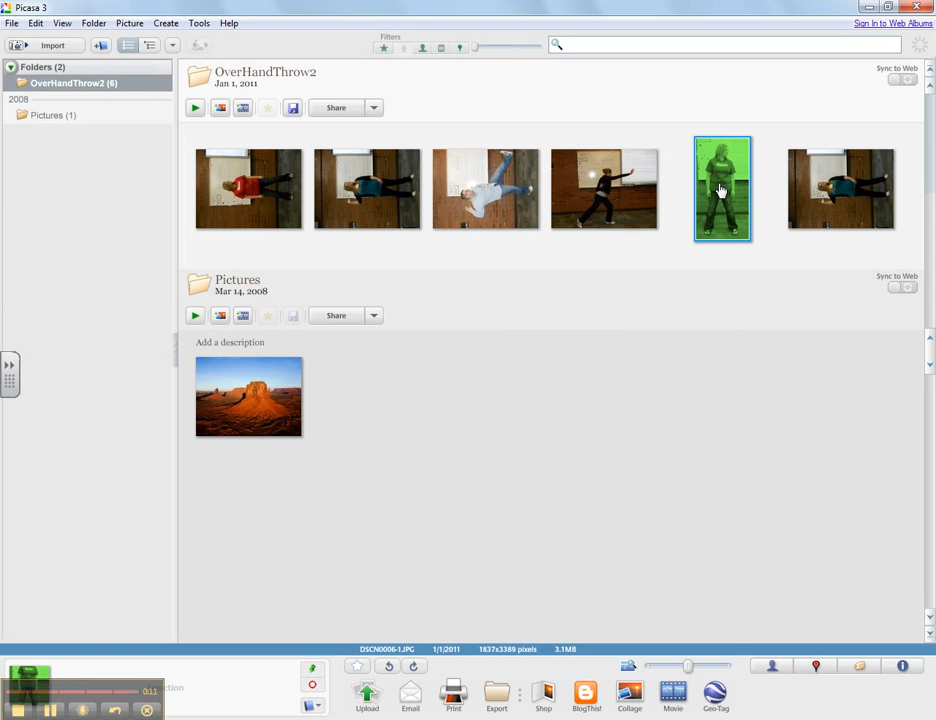 Picasa 3
File Edit View Folder Picture Create Tools Help
Sign In to Web Albums
Import
Filters
Folders (2)
OverHandThrow2 (6)
2008
Pictures (1)
OverHandThrow2
Jan 1, 2011
Sync to Web
Share
Pictures
Mar 14, 2008
Sync to Web
Share
Add a description
DSCN0006-1.JPG 1/1/2011 1837x3389 pixels 3.1MB
0:11
Upload Email Print Export Shop BlogThis! Collage Movie Geo-Tag